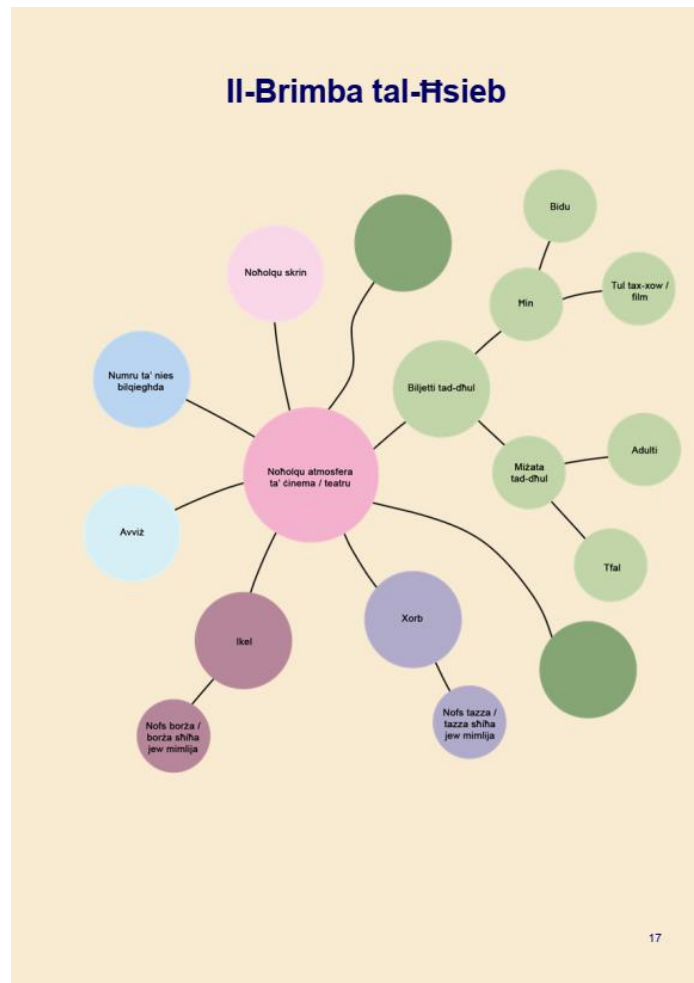 Il-Brimba tal-Ħsieb
Bidu
Noħolqu skrin
Ħin
Tul tax-xow /
film
Numru ta' nies
bilqiegħda
Biljetti tad-dħul
Noħolqu atmosfera
ta' ċinema / teatru
Miżata
tad-dħul
Adulti
Avviż
Tfal
Ikel
Xorb
Nofs borża /
borża sħiħa
jew mimlija
Nofs tazza /
tazza sħiħa
jew mimlija
17